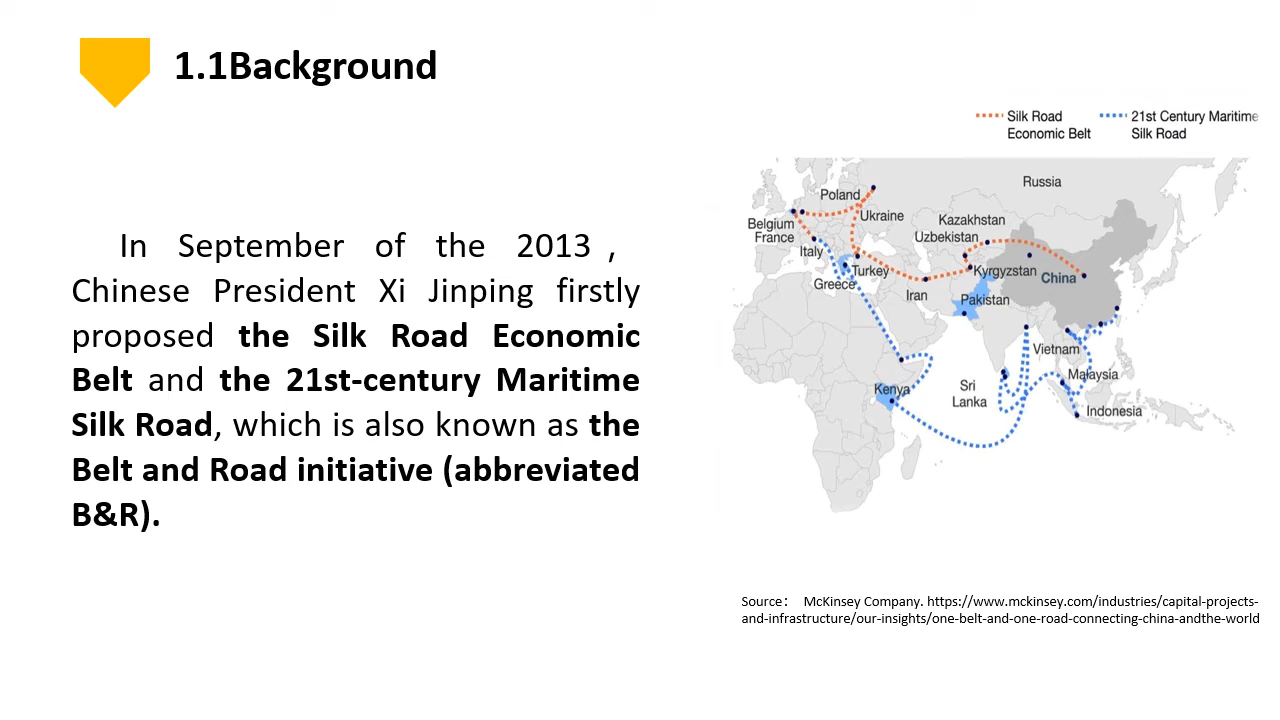 1.1Background
In September of the 2013 ,
Chinese President Xi Jinping firstly
proposed the Silk Road Economic
Belt and the 21st-century Maritime
Silk Road, which is also known as the
Belt and Road initiative (abbreviated
B&R).
Silk Road
Economic Belt
21st Century Maritime
Silk Road
Russia
Poland
Ukraine
Belgium
France
Kazakhstan
Uzbekistan
Italy
Turkey
Kyrgyzstan
China
Greece
Iran
Pakistan
Vietnam
Malaysia
Kenya
Sri
Lanka
Indonesia
Source： McKinsey Company. https://www.mckinsey.com/industries/capital-projects-
and-infrastructure/our-insights/one-belt-and-one-road-connecting-china-andthe-world